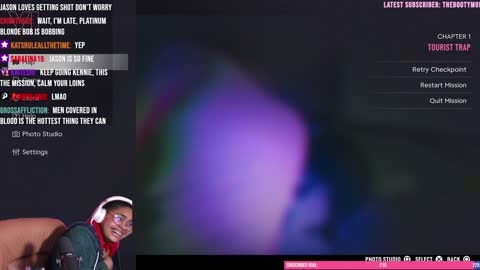 JASON LOVES GETTING SHOT DON'T WORRY
WAIT, I'M LATE, PLATINUM
BLONDE BOB IS BOBBING
KATSRULEALLTHETIME: YEP
JASON IS SO FINE
KEEP GOING KENNIE, THIS
THE MISSION, CALM YOUR LOINS
LMAO
GROSSAFFLICTION: MEN COVERED IN
BLOOD IS THE HOTTEST THING THEY CAN
Photo Studio
Settings
LATEST SUBSCRIBER: THEBOOTYMO
CHAPTER 1
TOURIST TRAP
Retry Checkpoint
Restart Mission
Quit Mission
PHOTO STUDIO
SELECT
BACK
SUBSCRIBER GOAL: